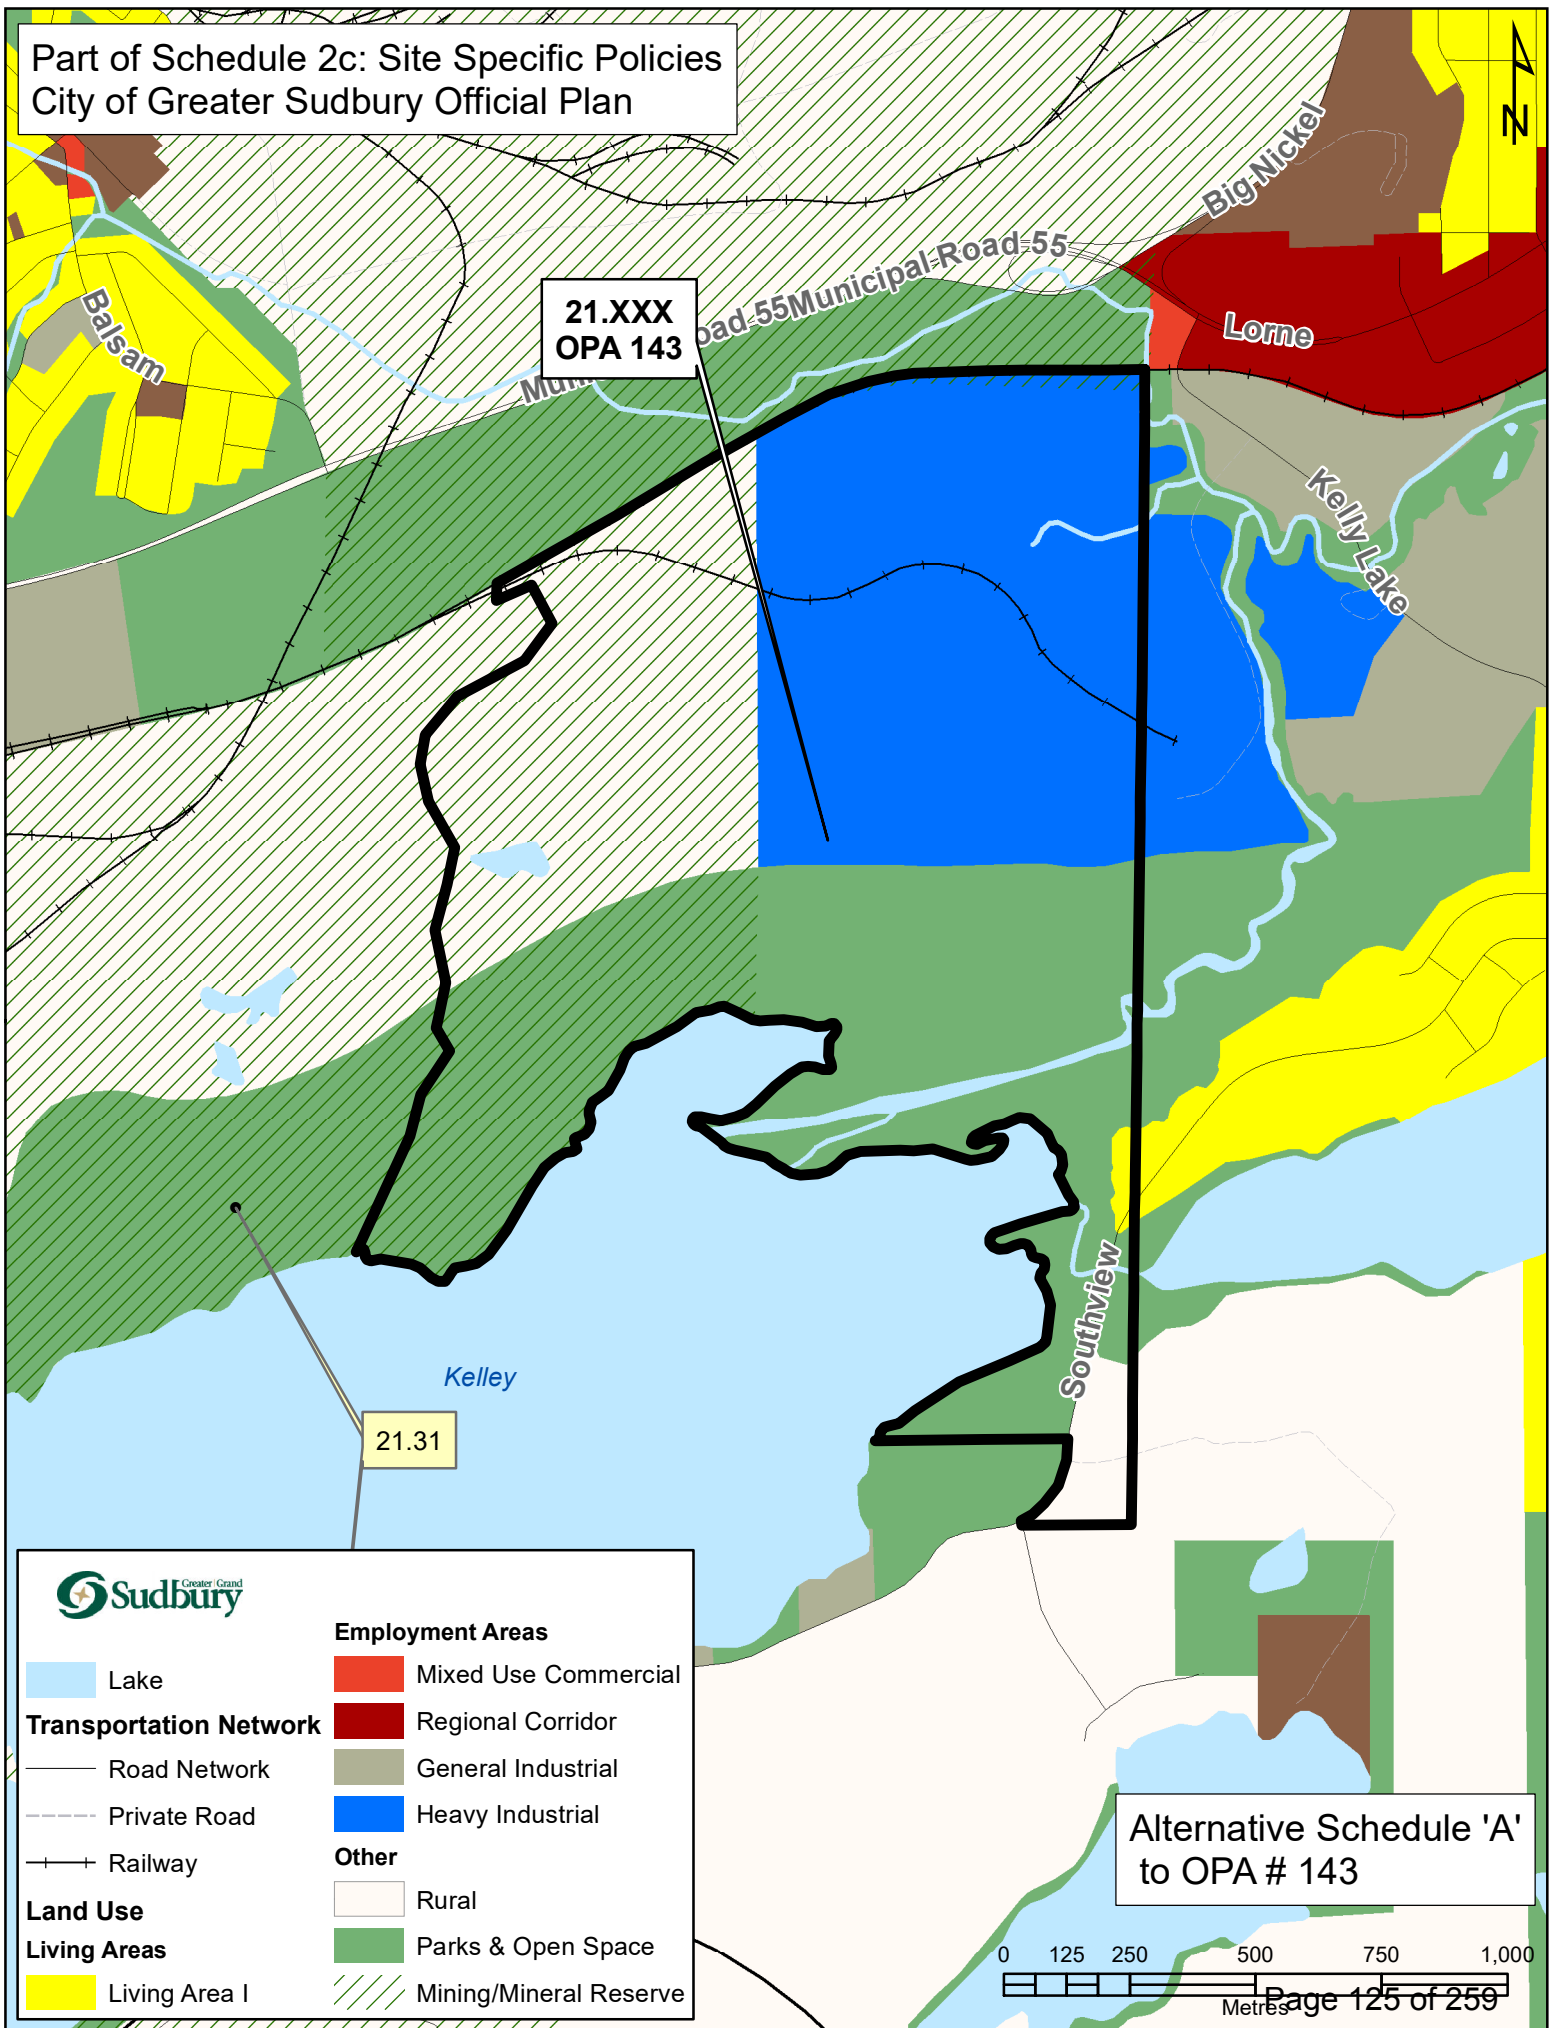 Part of Schedule 2c: Site Specific Policies
City of Greater Sudbury Official Plan
N
Big Nickel
Municipal Road 55
oad 55
Muni
21.XXX
OPA 143
Balsam
Lorne
Kelly Lake
Southview
Kelley
21.31
Greater | Grand
Sudbury
Lake
Transportation Network
Road Network
Private Road
Railway
Land Use
Living Areas
Living Area I
Employment Areas
Mixed Use Commercial
Regional Corridor
General Industrial
Heavy Industrial
Other
Rural
Parks & Open Space
Mining/Mineral Reserve
Alternative Schedule 'A'
to OPA # 143
0 125 250 500 750 1,000
Metres
Page 125 of 259